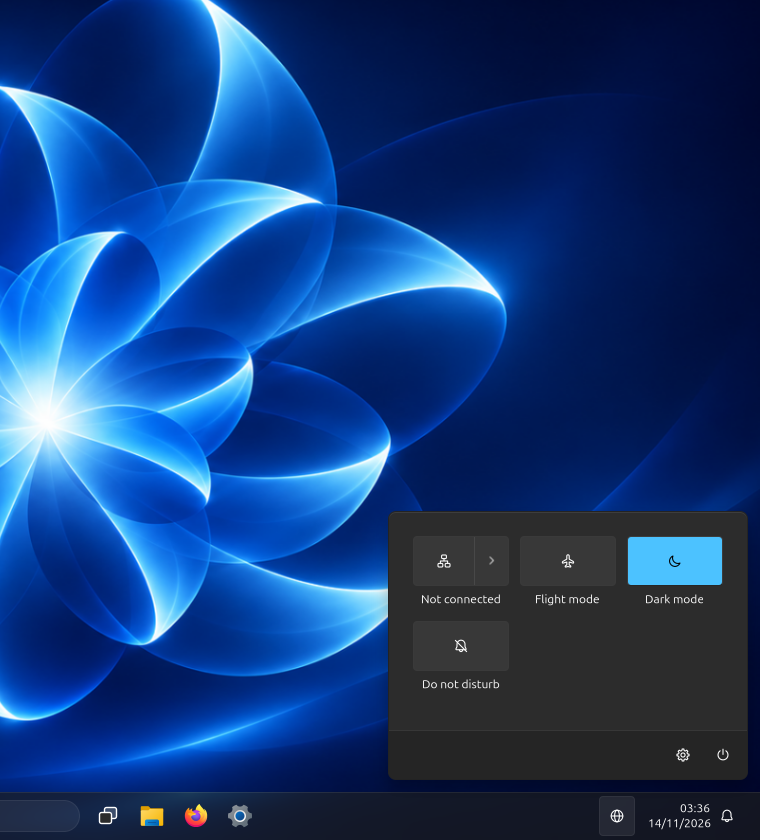 Not connected
Flight mode
Dark mode
Do not disturb
03:36
14/11/2026